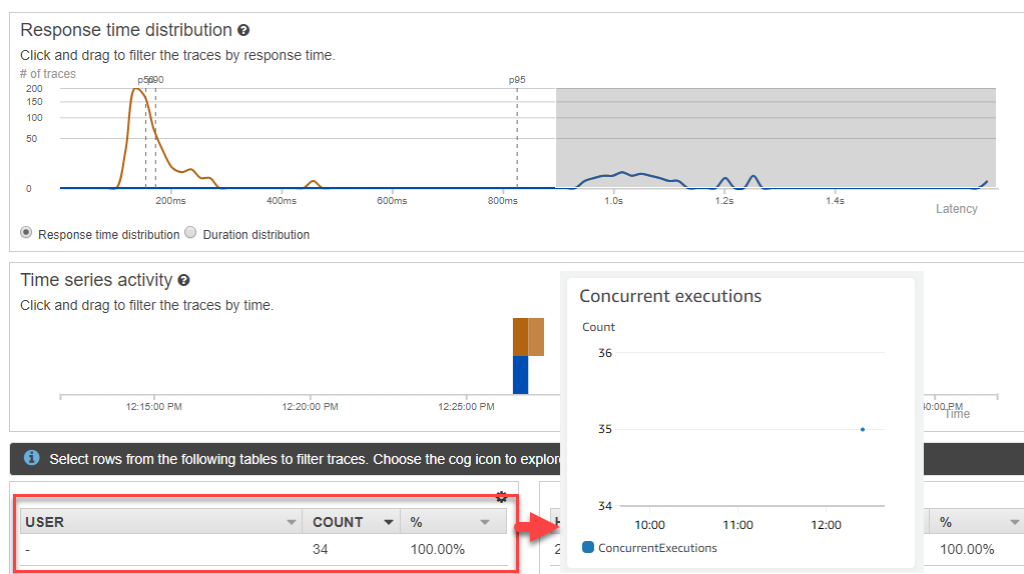 Response time distribution
Click and drag to filter the traces by response time.
# of traces
p50 p90 p95
200
150
100
50
0
200ms 400ms 600ms 800ms 1.0s 1.2s 1.4s
Latency
Response time distribution Duration distribution
Time series activity
Click and drag to filter the traces by time.
12:15:00 PM 12:20:00 PM 12:25:00 PM 40:00 PM
Time
Concurrent executions
Count
36
35
34
10:00 11:00 12:00
ConcurrentExecutions
Select rows from the following tables to filter traces. Choose the cog icon to explor
USER COUNT %
- 34 100.00%
%
100.00%